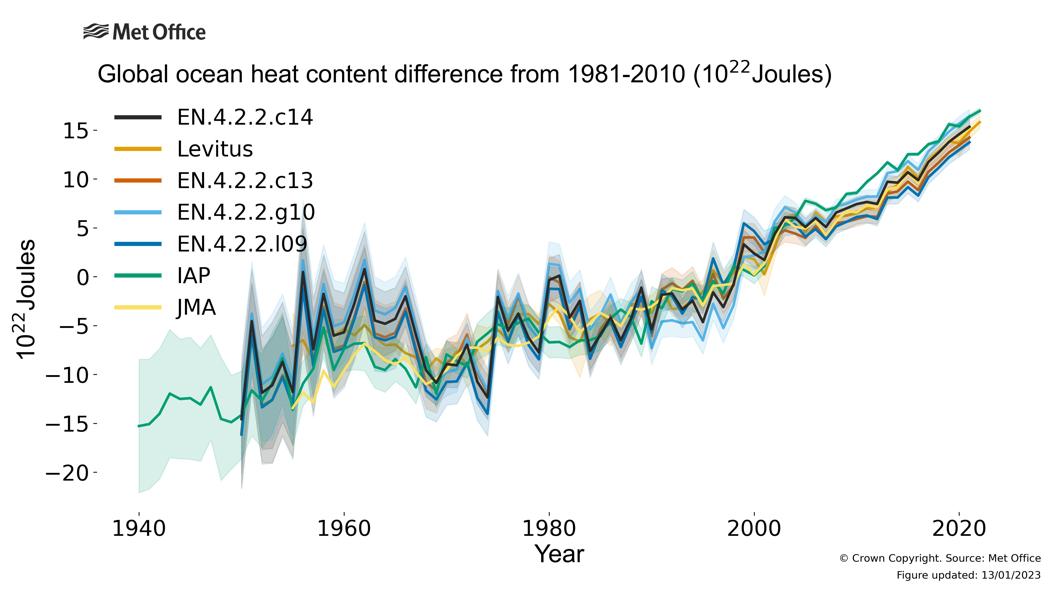 Met Office
Global ocean heat content difference from 1981-2010 (10²²Joules)
EN.4.2.2.c14
Levitus
EN.4.2.2.c13
EN.4.2.2.g10
EN.4.2.2.l09
IAP
JMA
15
10
5
0
−5
−10
−15
−20
10²²Joules
1940 1960 1980 2000 2020
Year
© Crown Copyright. Source: Met Office
Figure updated: 13/01/2023